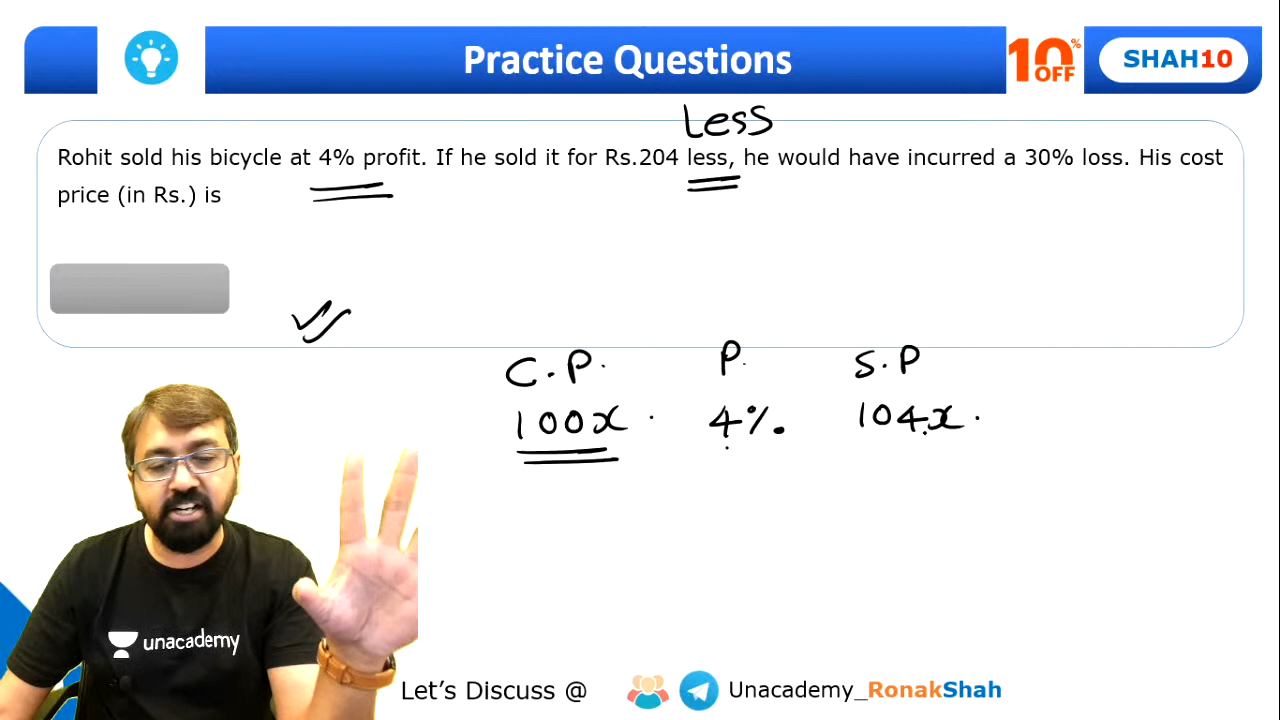 Practice Questions
10% OFF
SHAH10
Less
Rohit sold his bicycle at 4% profit. If he sold it for Rs.204 less, he would have incurred a 30% loss. His cost
price (in Rs.) is
C.P. P. S.P
100x 4% 104x
unacademy
Let’s Discuss @ Unacademy_RonakShah